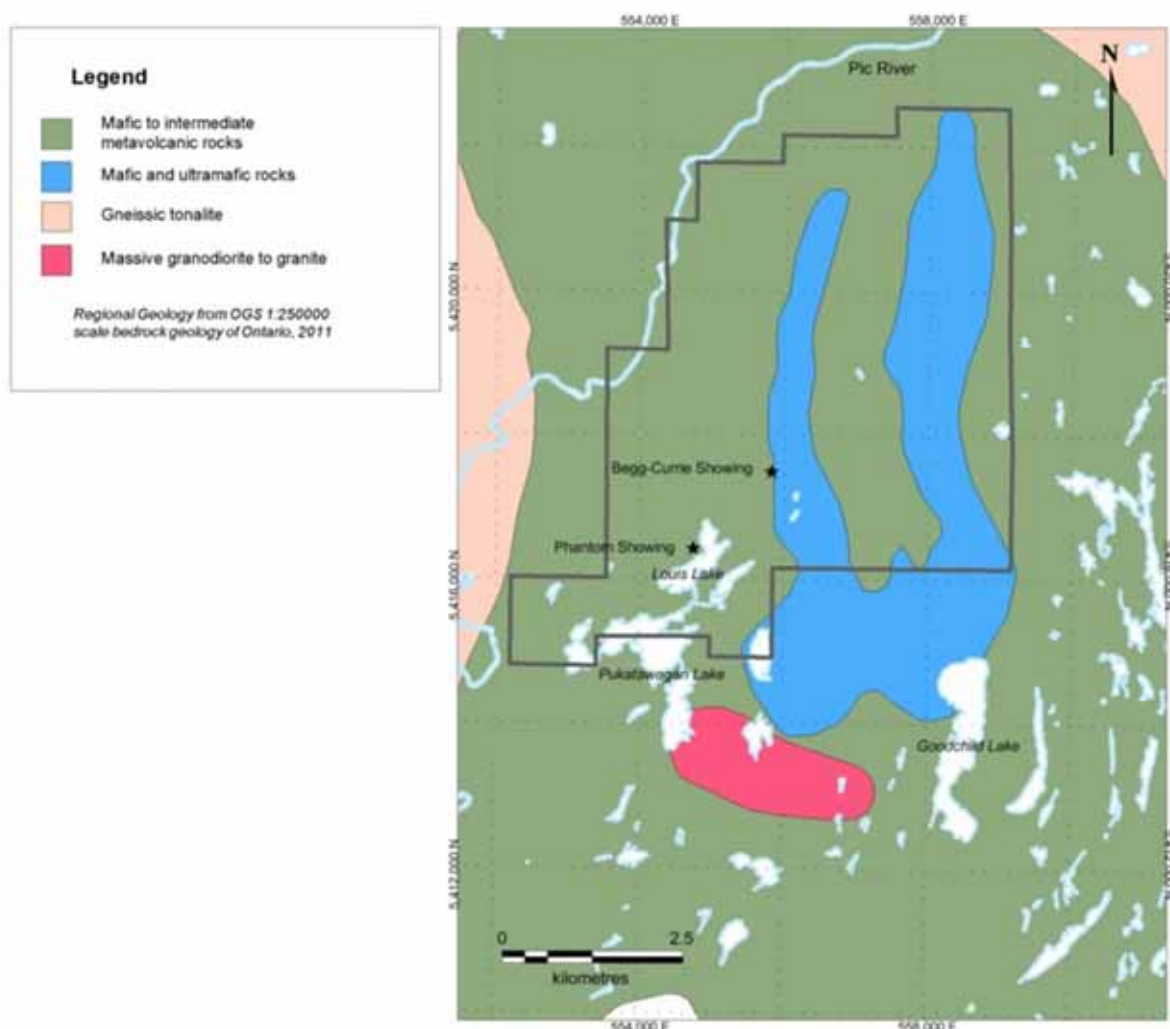 554,000 E
558,000 E
Legend
Mafic to intermediate
metavolcanic rocks
Mafic and ultramafic rocks
Gneissic tonalite
Massive granodiorite to granite
Regional Geology from OGS 1:250000
scale bedrock geology of Ontario, 2011
Pic River
N
5,420,000 N
Begg-Currie Showing
Phantom Showing
Louis Lake
5,416,000 N
Pukatawagan Lake
Goodchild Lake
5,412,000 N
0
2.5
kilometres
554,000 E
558,000 E